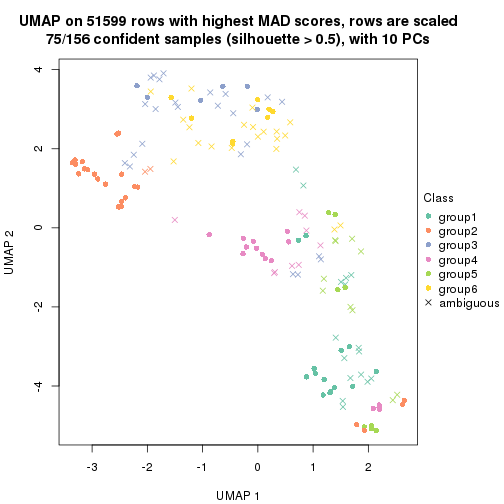 UMAP on 51599 rows with highest MAD scores, rows are scaled
75/156 confident samples (silhouette > 0.5), with 10 PCs
4
2
0
-2
-4
UMAP 2
-3
-2
-1
0
1
2
UMAP 1
Class
group1
group2
group3
group4
group5
group6
ambiguous